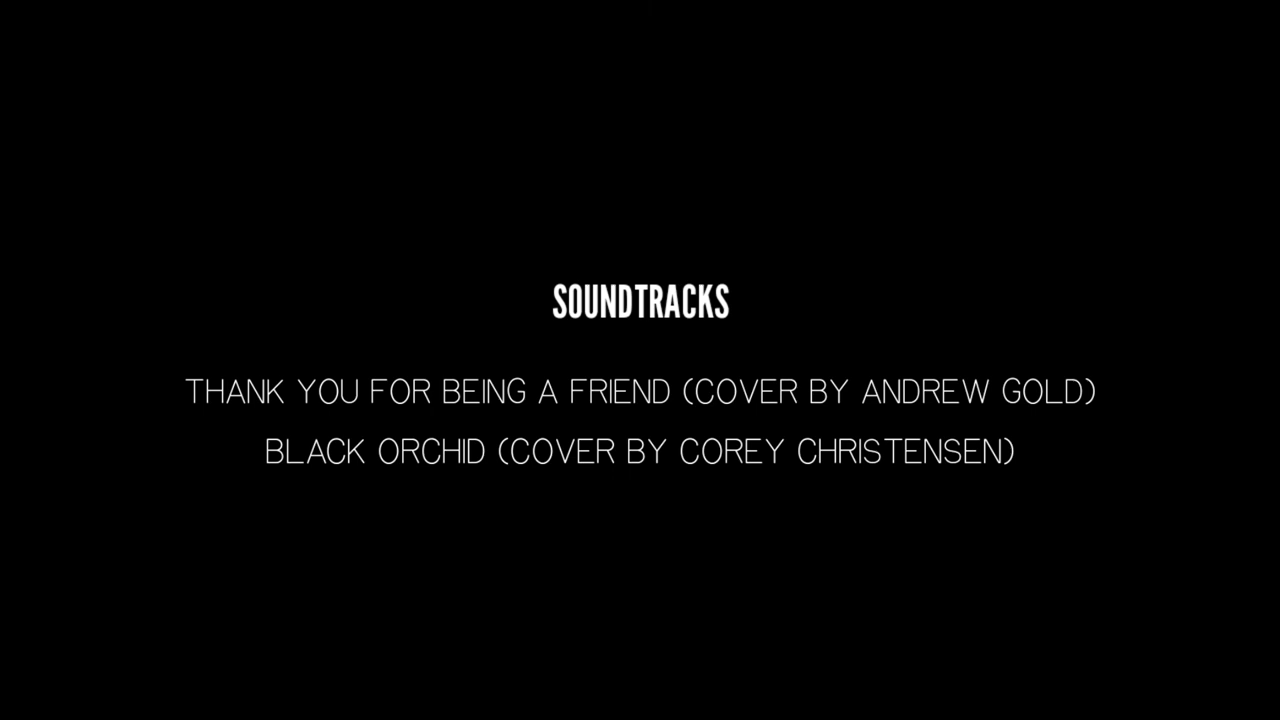 SOUNDTRACKS
THANK YOU FOR BEING A FRIEND (COVER BY ANDREW GOLD)
BLACK ORCHID (COVER BY COREY CHRISTENSEN)